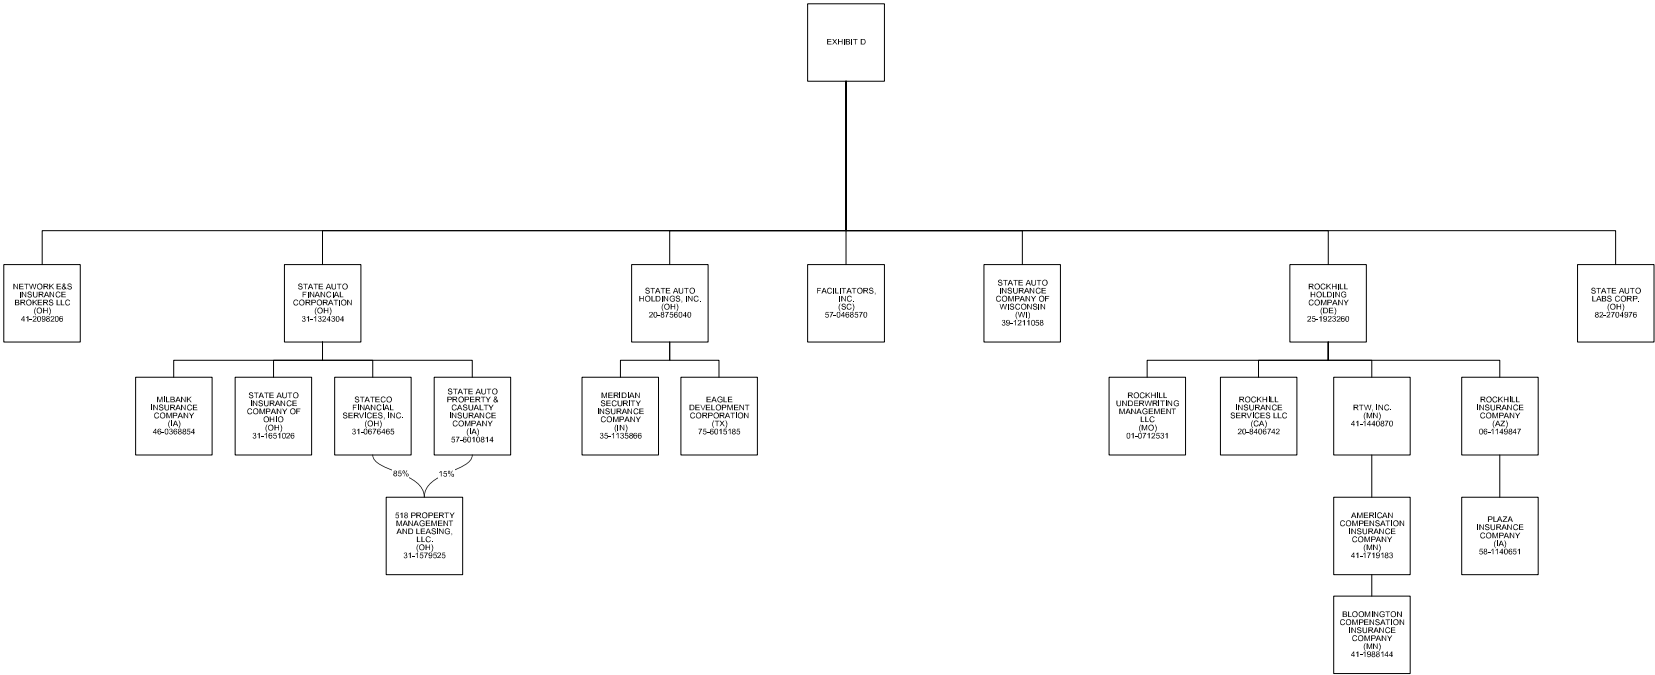 EXHIBIT D
NETWORK E&S
INSURANCE
BROKERS LLC
(OH)
41-2098206
STATE AUTO
FINANCIAL
CORPORATION
(OH)
31-1324304
STATE AUTO
HOLDINGS, INC.
(OH)
20-8756040
FACILITATORS,
INC.
(SC)
57-0468570
STATE AUTO
INSURANCE
COMPANY OF
WISCONSIN
(WI)
39-1211058
ROCKHILL
HOLDING
COMPANY
(DE)
25-1923260
STATE AUTO
LABS CORP.
(OH)
82-2704976
MILBANK
INSURANCE
COMPANY
(IA)
46-0368854
STATE AUTO
INSURANCE
COMPANY OF
OHIO
(OH)
31-1651026
STATECO
FINANCIAL
SERVICES, INC.
(OH)
31-0676465
STATE AUTO
PROPERTY &
CASUALTY
INSURANCE
COMPANY
(IA)
57-6010814
MERIDIAN
SECURITY
INSURANCE
COMPANY
(IN)
35-1135866
EAGLE
DEVELOPMENT
CORPORATION
(TX)
75-6015185
ROCKHILL
UNDERWRITING
MANAGEMENT
LLC
(MO)
01-0712531
ROCKHILL
INSURANCE
SERVICES LLC
(CA)
20-8406742
RTW, INC.
(MN)
41-1440870
ROCKHILL
INSURANCE
COMPANY
(AZ)
06-1149847
85%
15%
518 PROPERTY
MANAGEMENT
AND LEASING,
LLC.
(OH)
31-1579525
AMERICAN
COMPENSATION
INSURANCE
COMPANY
(MN)
41-1719183
PLAZA
INSURANCE
COMPANY
(IA)
58-1140651
BLOOMINGTON
COMPENSATION
INSURANCE
COMPANY
(MN)
41-1988144